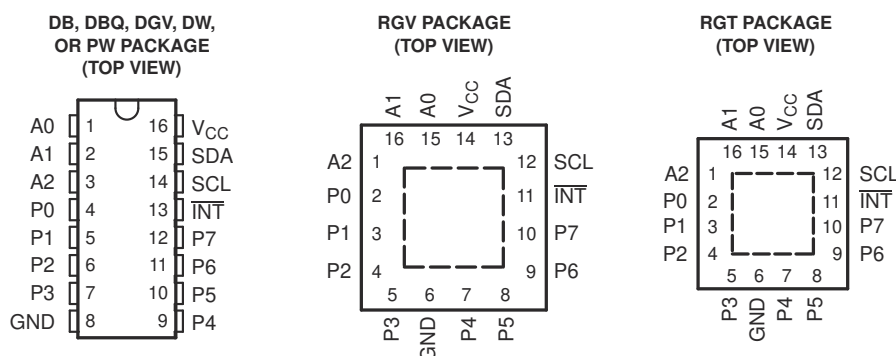 DB, DBQ, DGV, DW,
OR PW PACKAGE
(TOP VIEW)
A0 1 16 VCC
A1 2 15 SDA
A2 3 14 SCL
P0 4 13 INT
P1 5 12 P7
P2 6 11 P6
P3 7 10 P5
GND 8 9 P4
RGV PACKAGE
(TOP VIEW)
A1 A0 VCC SDA
16 15 14 13
A2 1 12 SCL
P0 2 11 INT
P1 3 10 P7
P2 4 9 P6
5 6 7 8
P3 GND P4 P5
RGT PACKAGE
(TOP VIEW)
A1 A0 VCC SDA
16 15 14 13
A2 1 12 SCL
P0 2 11 INT
P1 3 10 P7
P2 4 9 P6
5 6 7 8
P3 GND P4 P5